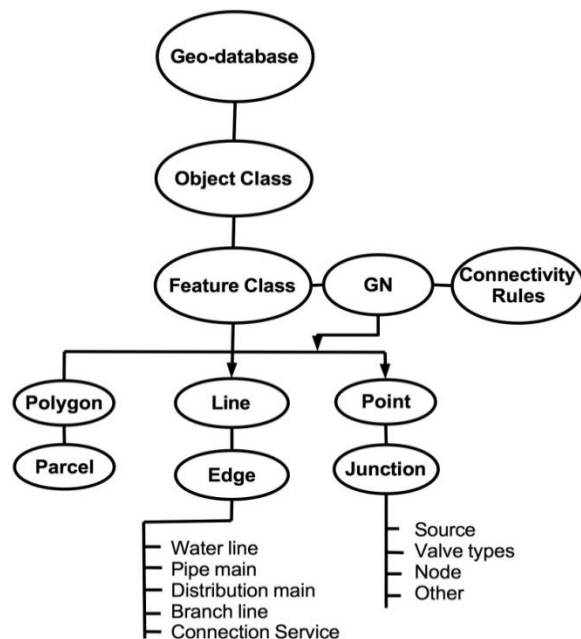 Geo-database
Object Class
Feature Class
GN
Connectivity
Rules
Polygon
Line
Point
Parcel
Edge
Junction
Water line
Pipe main
Distribution main
Branch line
Connection Service
Source
Valve types
Node
Other